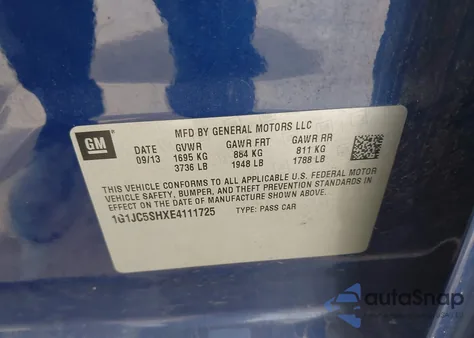 GM
MFD BY GENERAL MOTORS LLC
DATE GVWR GAWR FRT GAWR RR
09/13 1695 KG 884 KG 811 KG
3736 LB 1948 LB 1788 LB
THIS VEHICLE CONFORMS TO ALL APPLICABLE U.S. FEDERAL MOTOR
VEHICLE SAFETY, BUMPER, AND THEFT PREVENTION STANDARDS IN
EFFECT ON THE DATE OF MANUFACTURE SHOWN ABOVE.
1G1JC5SHXE4111725 TYPE: PASS CAR
AutoSnap